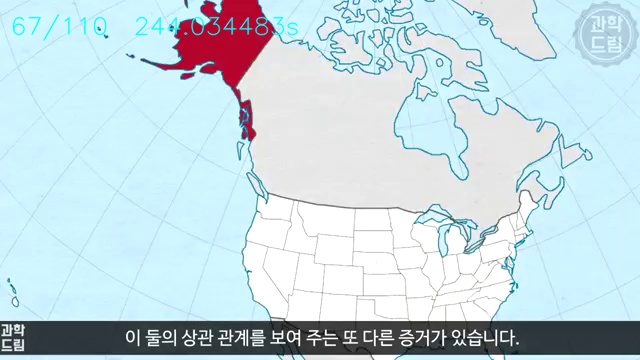 67/110 244.034483s
과학
드림
과학
드림
이 둘의 상관 관계를 보여 주는 또 다른 증거가 있습니다.